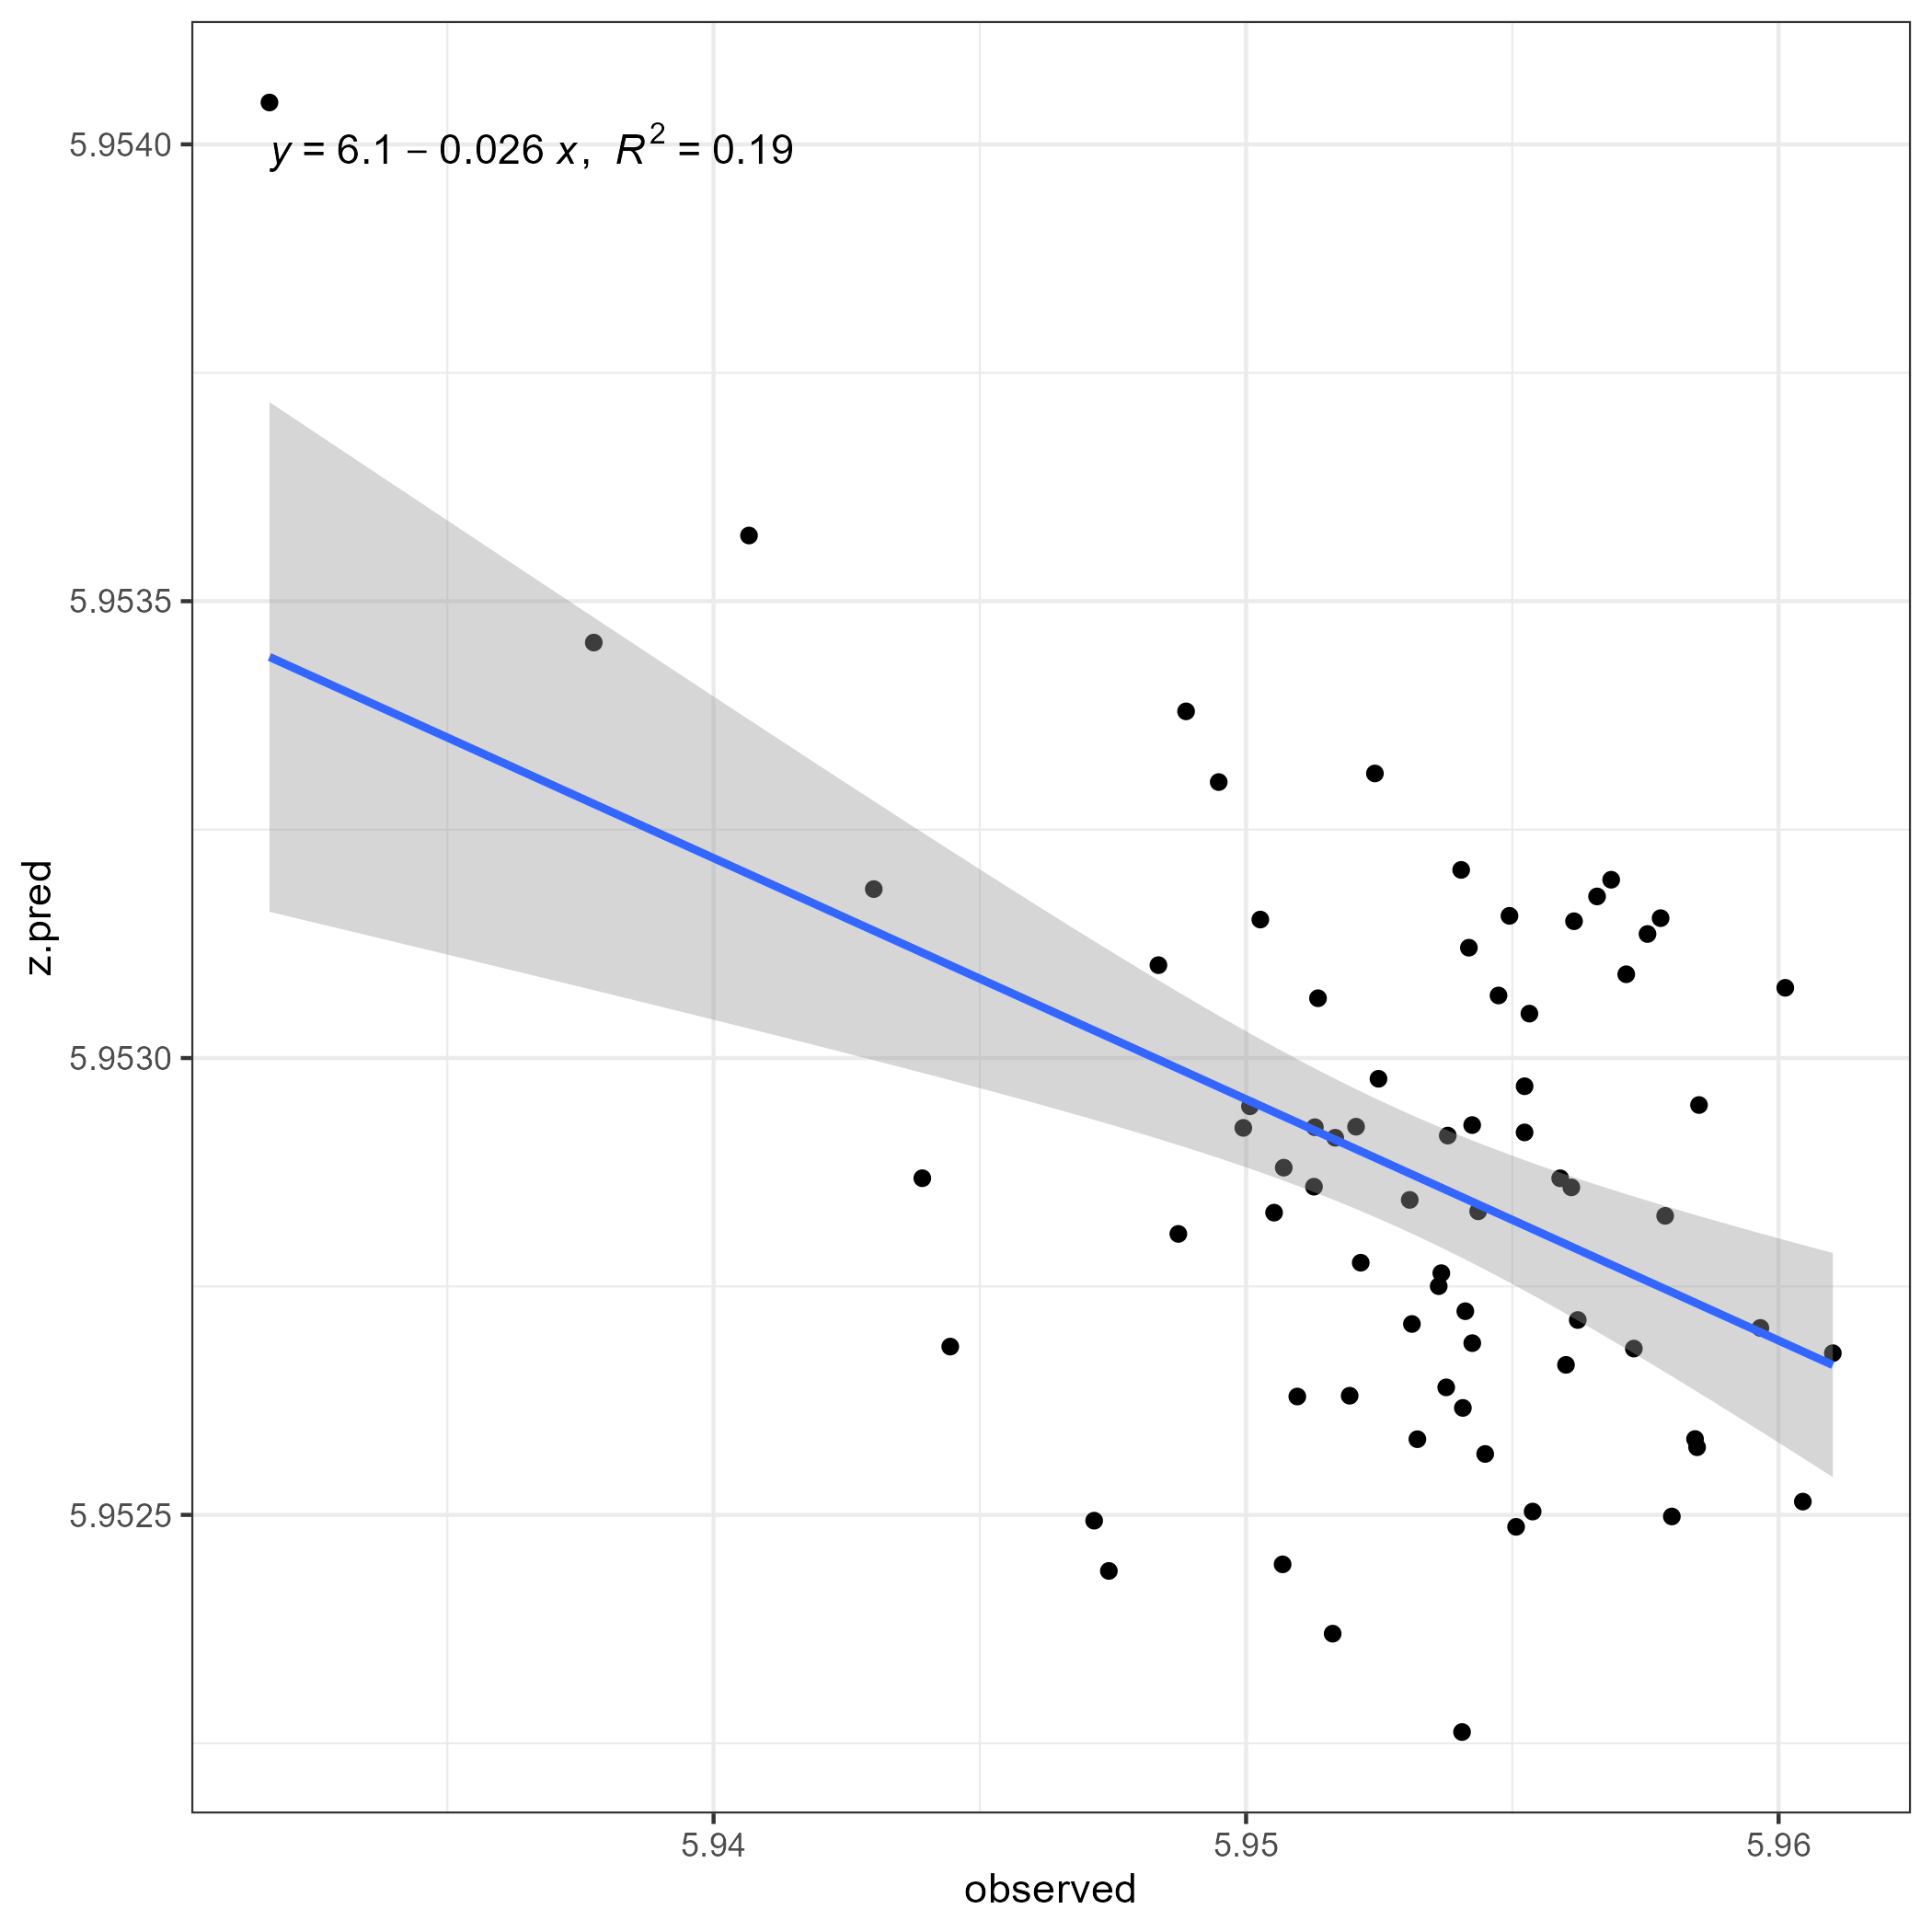 y = 6.1 – 0.026 x, R² = 0.19
5.9540
5.9535
5.9530
5.9525
z.pred
5.94 5.95 5.96
observed